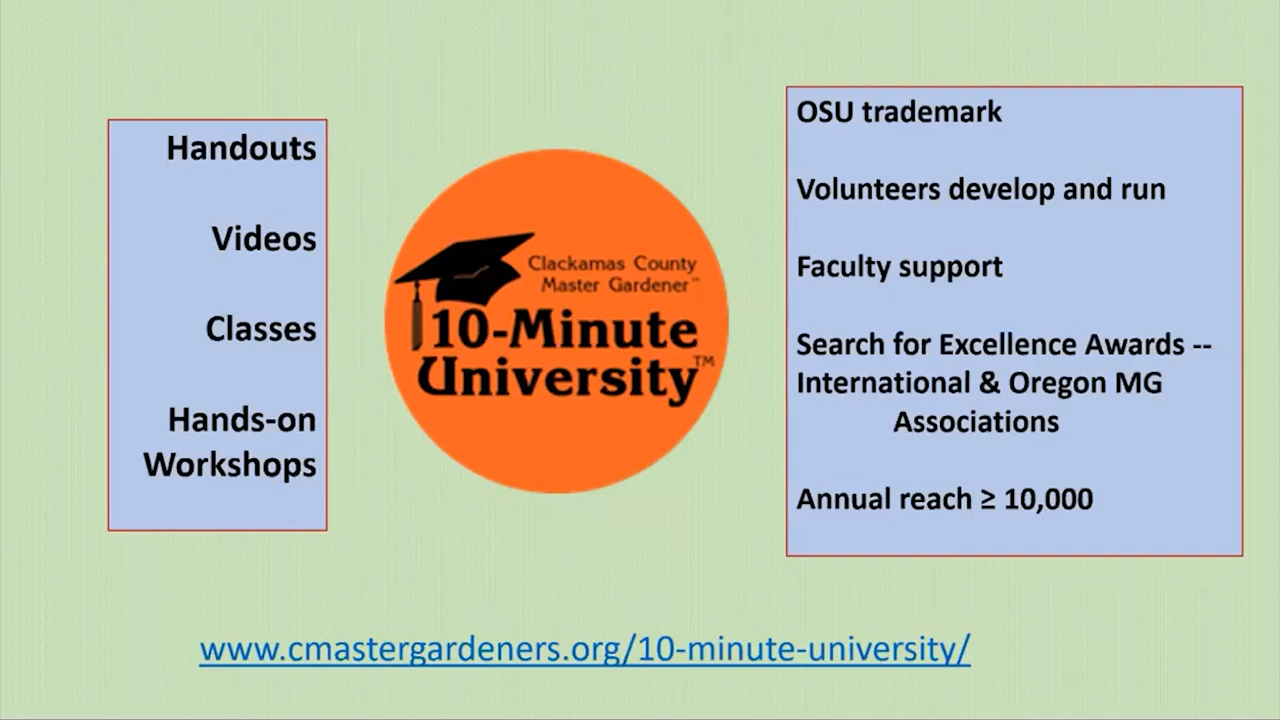 Handouts
Videos
Classes
Hands-on
Workshops
Clackamas County
Master Gardener™
10-Minute
University™
OSU trademark
Volunteers develop and run
Faculty support
Search for Excellence Awards --
International & Oregon MG
Associations
Annual reach ≥ 10,000
www.cmastergardeners.org/10-minute-university/